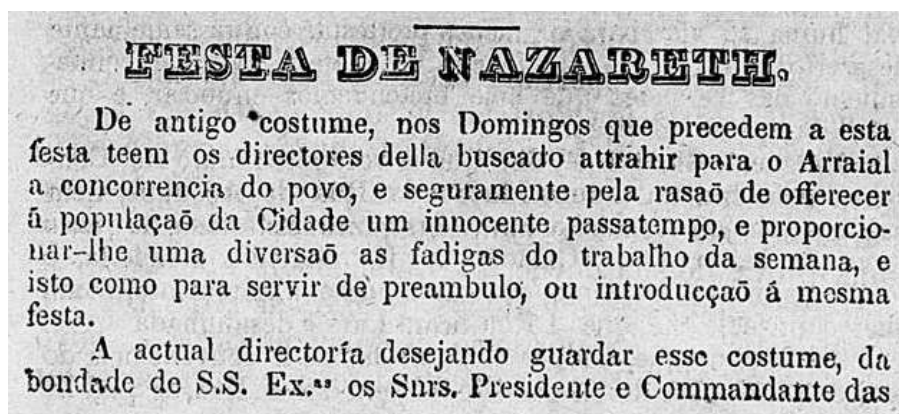 FESTA DE NAZARETH.
De antigo costume, nos Domingos que precedem a esta
festa teem os directores della buscado attrahir para o Arraial
a concorrencia do povo, e seguramente pela rasaõ de offerecer
á populaçaõ da Cidade um innocente passatempo, e proporcio-
nar-lhe uma diversaõ as fadigas do trabalho da semana, e
isto como para servir de preambulo, ou introducçaõ á mesma
festa.
A actual directoría desejando guardar esse costume, da
bondade de S.S. Ex.as os Snrs. Presidente e Commandante das